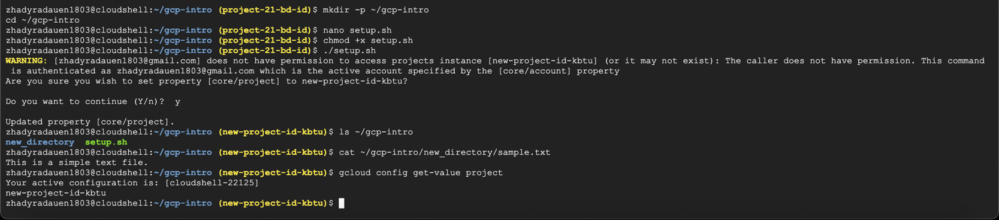 zhadyradauen1803@cloudshell:~/gcp-intro (project-21-bd-id)$ mkdir -p ~/gcp-intro
cd ~/gcp-intro
zhadyradauen1803@cloudshell:~/gcp-intro (project-21-bd-id)$ nano setup.sh
zhadyradauen1803@cloudshell:~/gcp-intro (project-21-bd-id)$ chmod +x setup.sh
zhadyradauen1803@cloudshell:~/gcp-intro (project-21-bd-id)$ ./setup.sh
WARNING: [zhadyradauen1803@gmail.com] does not have permission to access projects instance [new-project-id-kbtu] (or it may not exist): The caller does not have permission. This command
 is authenticated as zhadyradauen1803@gmail.com which is the active account specified by the [core/account] property
Are you sure you wish to set property [core/project] to new-project-id-kbtu?

Do you want to continue (Y/n)?  y

Updated property [core/project].
zhadyradauen1803@cloudshell:~/gcp-intro (new-project-id-kbtu)$ ls ~/gcp-intro
new_directory  setup.sh
zhadyradauen1803@cloudshell:~/gcp-intro (new-project-id-kbtu)$ cat ~/gcp-intro/new_directory/sample.txt
This is a simple text file.
zhadyradauen1803@cloudshell:~/gcp-intro (new-project-id-kbtu)$ gcloud config get-value project
Your active configuration is: [cloudshell-22125]
new-project-id-kbtu
zhadyradauen1803@cloudshell:~/gcp-intro (new-project-id-kbtu)$